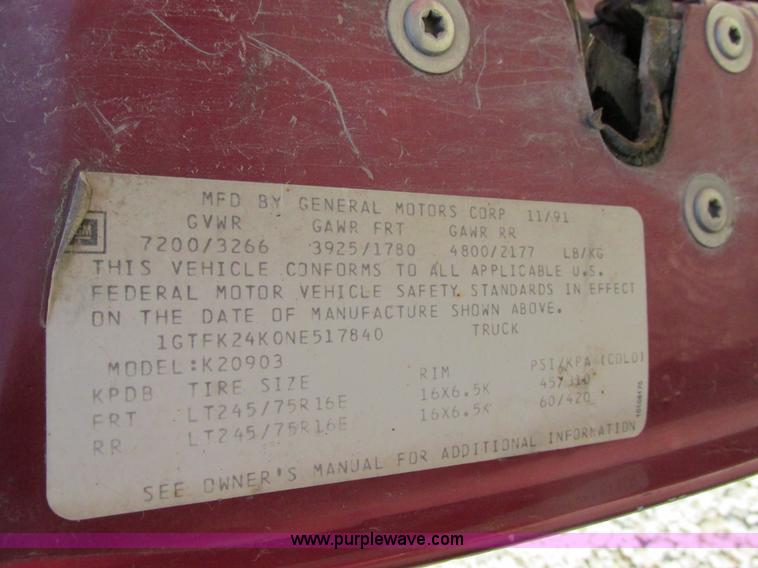 MFD BY GENERAL MOTORS CORP 11/91
GVWR GAWR FRT GAWR RR
GM
7200/3266 3925/1780 4800/2177 LB/KG
THIS VEHICLE CONFORMS TO ALL APPLICABLE U.S.
FEDERAL MOTOR VEHICLE SAFETY STANDARDS IN EFFECT
ON THE DATE OF MANUFACTURE SHOWN ABOVE.
1GTFK24K0NE517840 TRUCK
MODEL:K20903
KPDB TIRE SIZE RIM PSI/KPA (COLD)
FRT LT245/75R16E 16X6.5K 45/310
RR LT245/75R16E 16X6.5K 60/420
SEE OWNER'S MANUAL FOR ADDITIONAL INFORMATION
www.purplewave.com